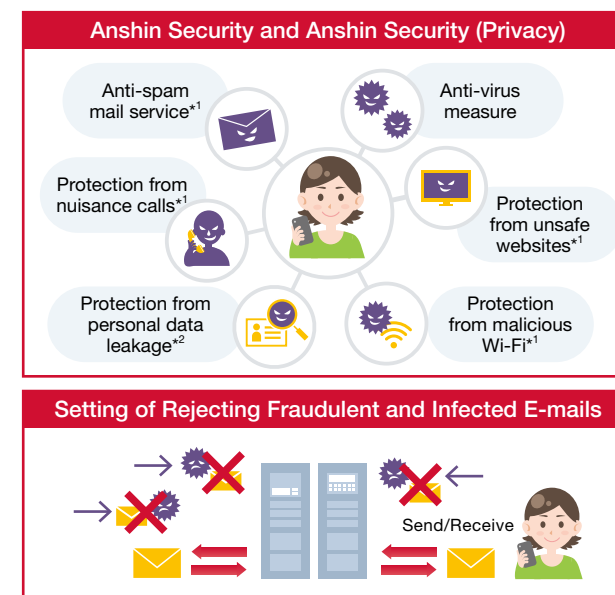 Anshin Security and Anshin Security (Privacy)
Anti-spam
mail service*1
Anti-virus
measure
Protection from
nuisance calls*1
Protection
from unsafe
websites*1
Protection from
personal data
leakage*2
Protection
from malicious
Wi-Fi*1
Setting of Rejecting Fraudulent and Infected E-mails
Send/Receive